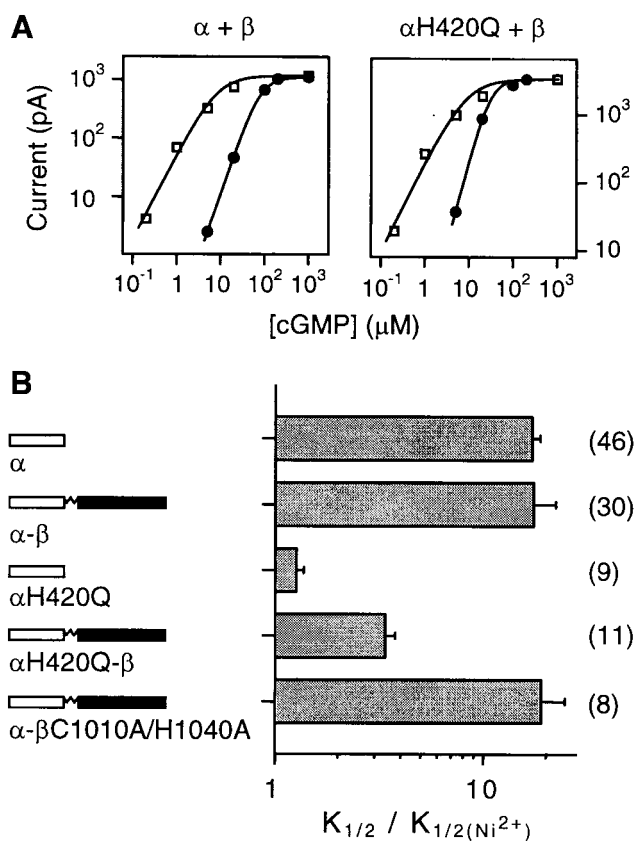 A
α + β
αH420Q + β
Current (pA)
10³
10²
10
10³
10²
10
10⁻¹ 1 10 10² 10³
10⁻¹ 1 10 10² 10³
[cGMP] (μM)
B
α
(46)
α-β
(30)
αH420Q
(9)
αH420Q-β
(11)
α-βC1010A/H1040A
(8)
1 10
K₁/₂ / K₁/₂(Ni²⁺)